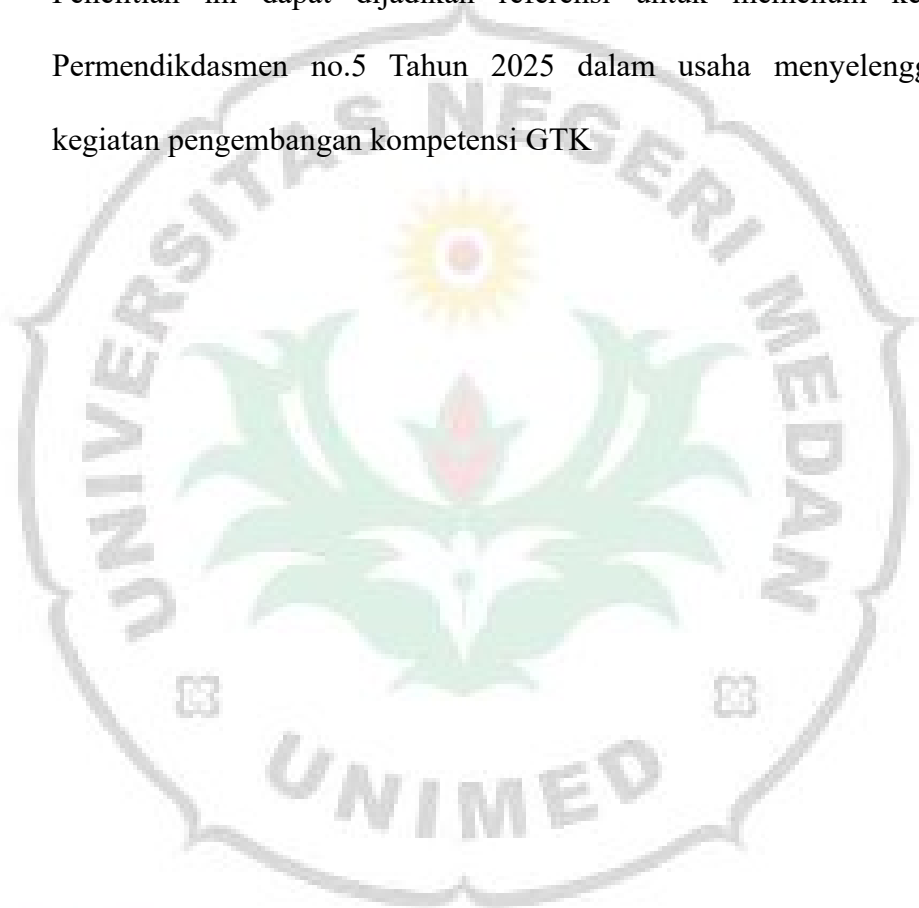 Penelitian ini dapat dijadikan referensi untuk memenuhi
Permendikdasmen no.5 Tahun 2025 dalam usaha
kegiatan pengembangan kompetensi GTK
UNIVERSITAS NEGERI MEDAN
UNIMED